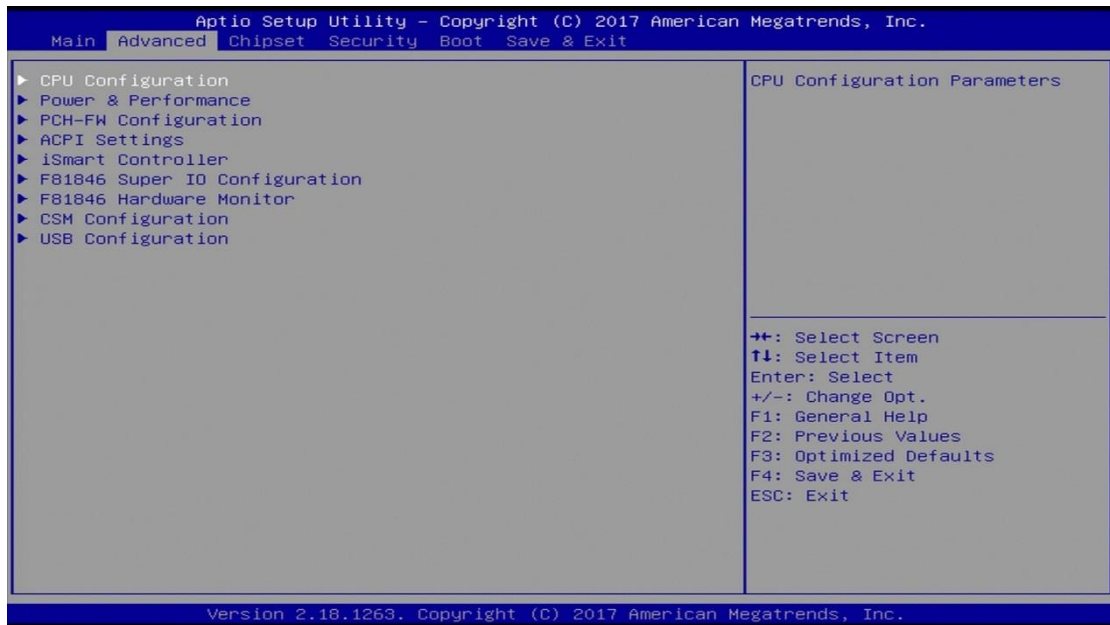 Aptio Setup Utility – Copyright (C) 2017 American Megatrends, Inc.
Main Advanced Chipset Security Boot Save & Exit
▶ CPU Configuration
▶ Power & Performance
▶ PCH-FW Configuration
▶ ACPI Settings
▶ iSmart Controller
▶ F81846 Super IO Configuration
▶ F81846 Hardware Monitor
▶ CSM Configuration
▶ USB Configuration
CPU Configuration Parameters
→←: Select Screen
↑↓: Select Item
Enter: Select
+/-: Change Opt.
F1: General Help
F2: Previous Values
F3: Optimized Defaults
F4: Save & Exit
ESC: Exit
Version 2.18.1263. Copyright (C) 2017 American Megatrends, Inc.